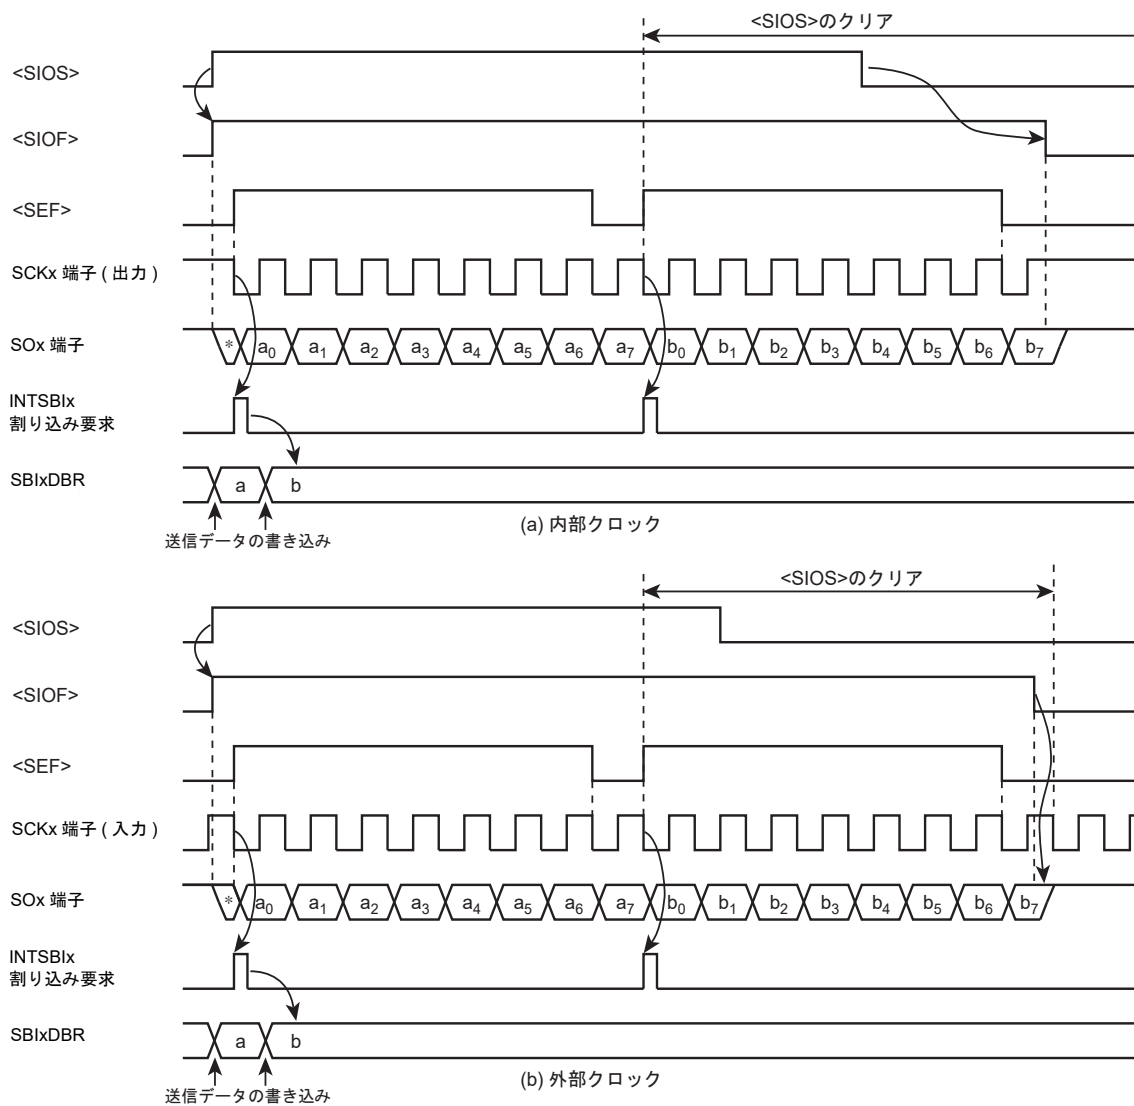 <SIOS>のクリア
<SIOS>
<SIOF>
<SEF>
SCKx 端子 ( 出力 )
SOx 端子
* a0 a1 a2 a3 a4 a5 a6 a7 b0 b1 b2 b3 b4 b5 b6 b7
INTSBIx
割り込み要求
SBIxDBR
a b
送信データの書き込み
(a) 内部クロック
<SIOS>のクリア
<SIOS>
<SIOF>
<SEF>
SCKx 端子 ( 入力 )
SOx 端子
* a0 a1 a2 a3 a4 a5 a6 a7 b0 b1 b2 b3 b4 b5 b6 b7
INTSBIx
割り込み要求
SBIxDBR
a b
送信データの書き込み
(b) 外部クロック